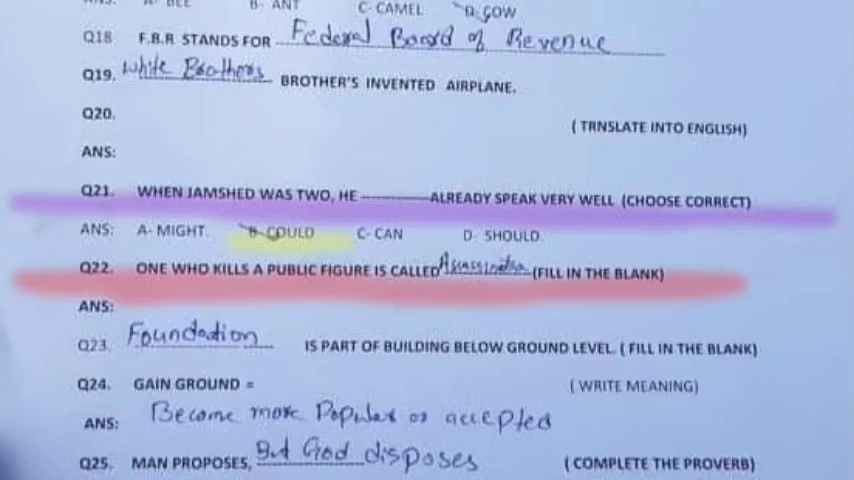 ANS: A- BEE B- ANT C- CAMEL D- COW
Q18 F.B.R STANDS FOR Federal Board of Revenue
Q19. White Brothers BROTHER'S INVENTED AIRPLANE.
Q20. ( TRNSLATE INTO ENGLISH)
ANS:
Q21. WHEN JAMSHED WAS TWO, HE ------------ALREADY SPEAK VERY WELL (CHOOSE CORRECT)
ANS: A- MIGHT. B- COULD C- CAN D- SHOULD.
Q22. ONE WHO KILLS A PUBLIC FIGURE IS CALLED (FILL IN THE BLANK)
ANS:
Q23. Foundation IS PART OF BUILDING BELOW GROUND LEVEL. ( FILL IN THE BLANK)
Q24. GAIN GROUND = ( WRITE MEANING)
ANS: Become more Popular or accepted
Q25. MAN PROPOSES, But God disposes ( COMPLETE THE PROVERB)